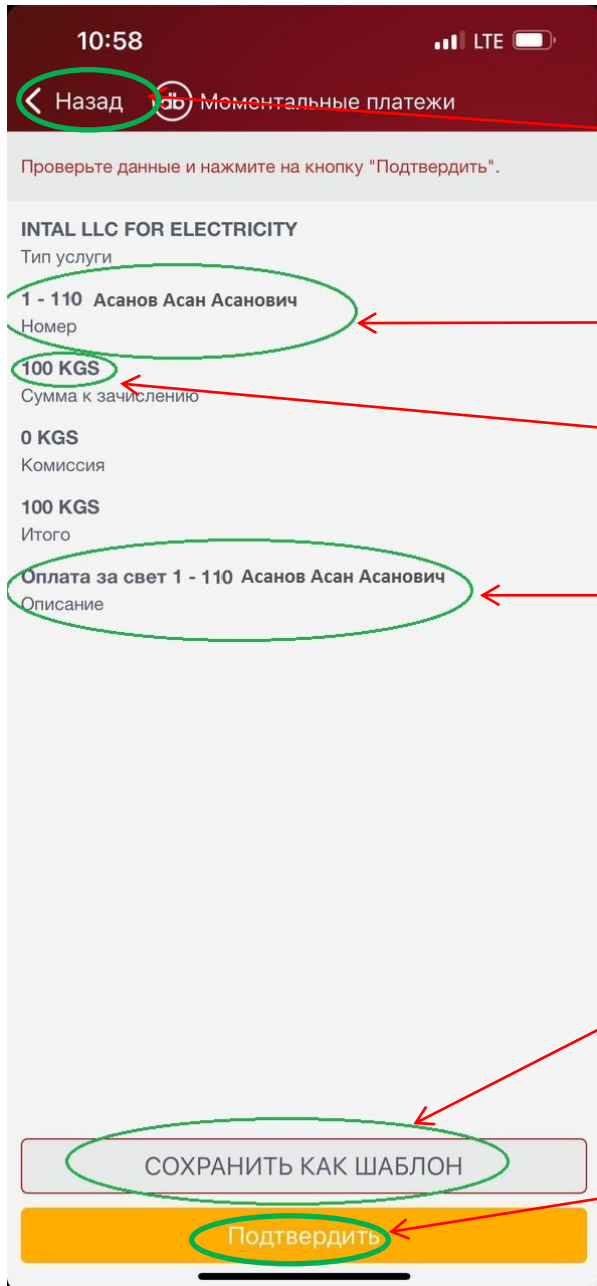 10:58 LTE
Назад db Моментальные платежи
Проверьте данные и нажмите на кнопку "Подтвердить".
INTAL LLC FOR ELECTRICITY
Тип услуги
1 - 110 Асанов Асан Асанович
Номер
100 KGS
Сумма к зачислению
0 KGS
Комиссия
100 KGS
Итого
Оплата за свет 1 - 110 Асанов Асан Асанович
Описание
СОХРАНИТЬ КАК ШАБЛОН
Подтвердить